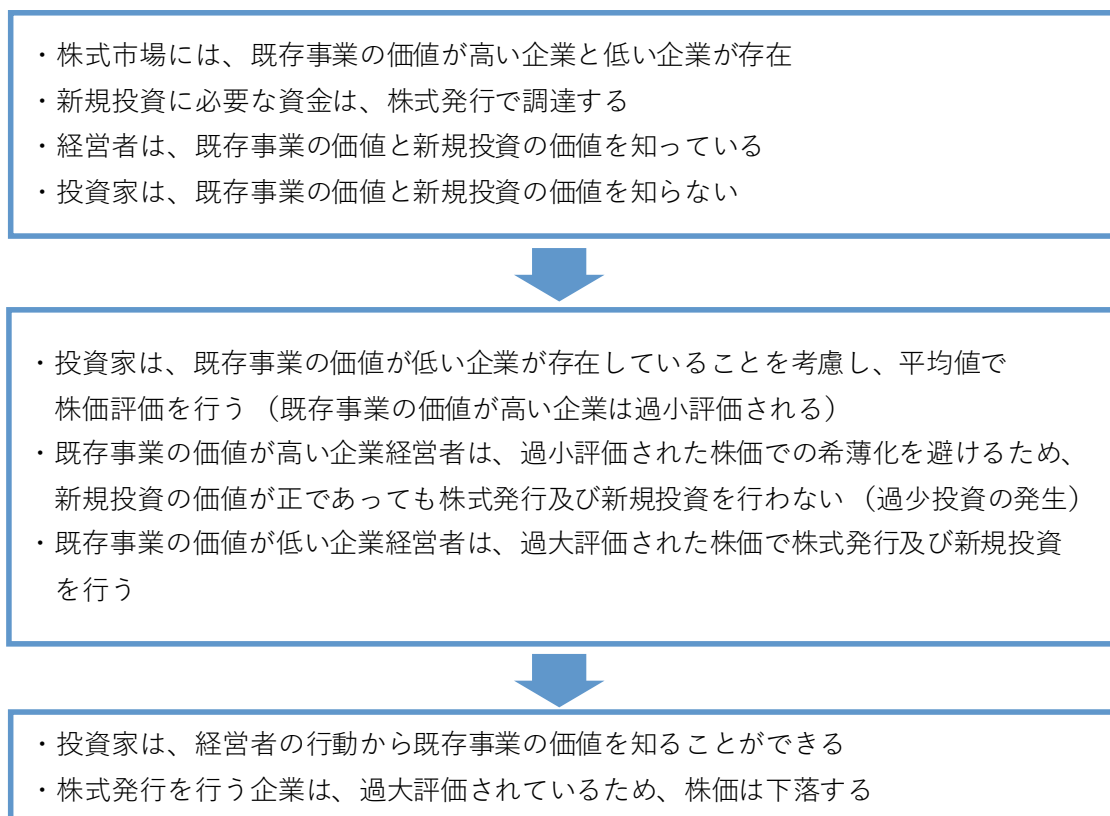 ・株式市場には、既存事業の価値が高い企業と低い企業が存在
・新規投資に必要な資金は、株式発行で調達する
・経営者は、既存事業の価値と新規投資の価値を知っている
・投資家は、既存事業の価値と新規投資の価値を知らない
・投資家は、既存事業の価値が低い企業が存在していることを考慮し、平均値で
株価評価を行う（既存事業の価値が高い企業は過小評価される）
・既存事業の価値が高い企業経営者は、過小評価された株価での希薄化を避けるため、
新規投資の価値が正であっても株式発行及び新規投資を行わない（過少投資の発生）
・既存事業の価値が低い企業経営者は、過大評価された株価で株式発行及び新規投資
を行う
・投資家は、経営者の行動から既存事業の価値を知ることができる
・株式発行を行う企業は、過大評価されているため、株価は下落する